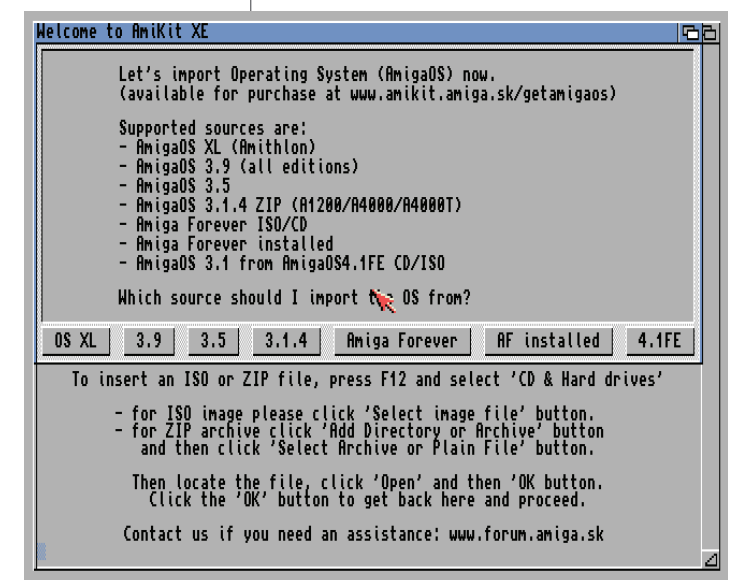 Welcome to AmiKit XE
Let's import Operating System (AmigaOS) now.
(available for purchase at www.amikit.amiga.sk/getamigaos)
Supported sources are:
- AmigaOS XL (Amithlon)
- AmigaOS 3.9 (all editions)
- AmigaOS 3.5
- AmigaOS 3.1.4 ZIP (A1200/A4000/A4000T)
- Amiga Forever ISO/CD
- Amiga Forever installed
- AmigaOS 3.1 from AmigaOS4.1FE CD/ISO
Which source should I import the OS from?
OS XL 3.9 3.5 3.1.4 Amiga Forever AF installed 4.1FE
To insert an ISO or ZIP file, press F12 and select 'CD & Hard drives'
- for ISO image please click 'Select image file' button.
- for ZIP archive click 'Add Directory or Archive' button
and then click 'Select Archive or Plain File' button.
Then locate the file, click 'Open' and then 'OK button.
Click the 'OK' button to get back here and proceed.
Contact us if you need an assistance: www.forum.amiga.sk